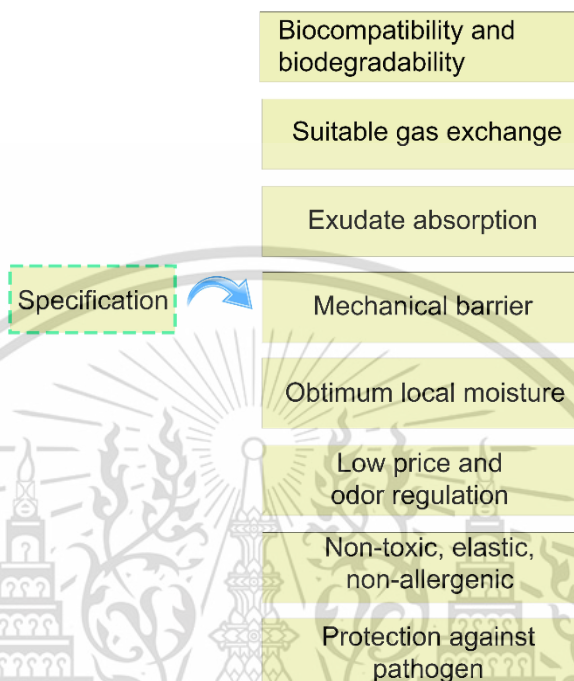 Biocompatibility and
biodegradability
Suitable gas exchange
Exudate absorption
Specification
Mechanical barrier
Obtimum local moisture
Low price and
odor regulation
Non-toxic, elastic,
non-allergenic
Protection against
pathogen